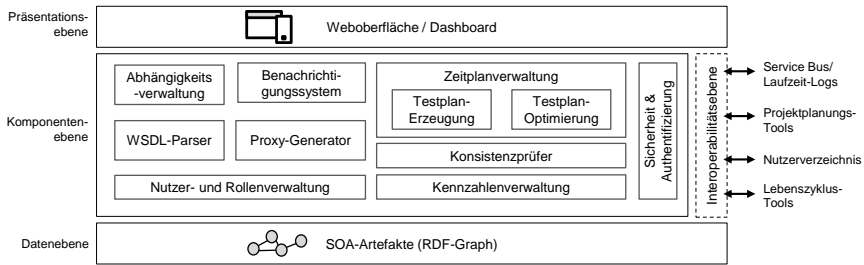 Präsentations-
ebene
Weboberfläche / Dashboard
Komponenten-
ebene
Abhängigkeits
-verwaltung
Benachrichti-
gungssystem
WSDL-Parser
Proxy-Generator
Nutzer- und Rollenverwaltung
Zeitplanverwaltung
Testplan-
Erzeugung
Testplan-
Optimierung
Konsistenzprüfer
Kennzahlenverwaltung
Sicherheit &
Authentifizierung
Interoperabilitätsebene
Service Bus/
Laufzeit-Logs
Projektplanungs-
Tools
Nutzerverzeichnis
Lebenszyklus-
Tools
Datenebene
SOA-Artefakte (RDF-Graph)